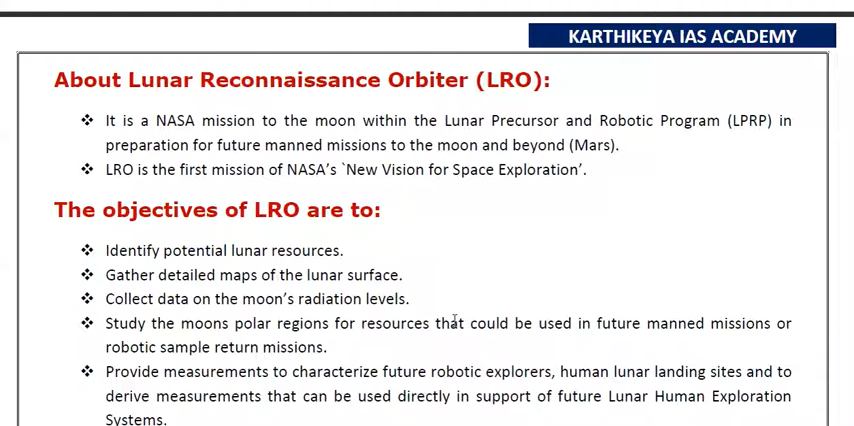 KARTHIKEYA IAS ACADEMY
About Lunar Reconnaissance Orbiter (LRO):
❖ It is a NASA mission to the moon within the Lunar Precursor and Robotic Program (LPRP) in
preparation for future manned missions to the moon and beyond (Mars).
❖ LRO is the first mission of NASA's `New Vision for Space Exploration'.
The objectives of LRO are to:
❖ Identify potential lunar resources.
❖ Gather detailed maps of the lunar surface.
❖ Collect data on the moon's radiation levels.
❖ Study the moons polar regions for resources that could be used in future manned missions or
robotic sample return missions.
❖ Provide measurements to characterize future robotic explorers, human lunar landing sites and to
derive measurements that can be used directly in support of future Lunar Human Exploration
Systems.